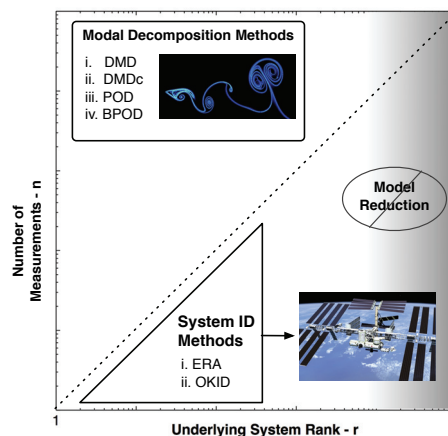 Modal Decomposition Methods
i. DMD
ii. DMDc
iii. POD
iv. BPOD
Model
Reduction
Number of
Measurements - n
System ID
Methods
i. ERA
ii. OKID
1
Underlying System Rank - r